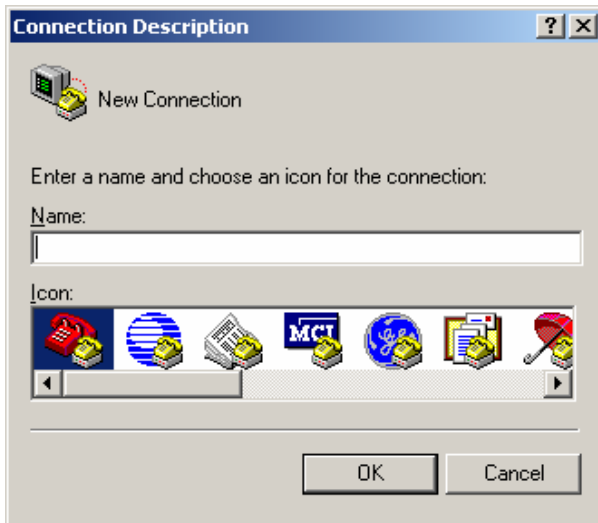 Connection Description
New Connection
Enter a name and choose an icon for the connection:
Name:
Icon:
MCI
OK Cancel